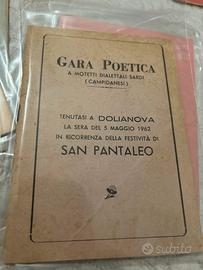 GARA POETICA
A MOTETTI DIALETTALI SARDI
(CAMPIDANESI)
TENUTASI A DOLIANOVA
LA SERA DEL 5 MAGGIO 1962
IN RICORRENZA DELLA FESTIVITÀ DI
SAN PANTALEO
subito